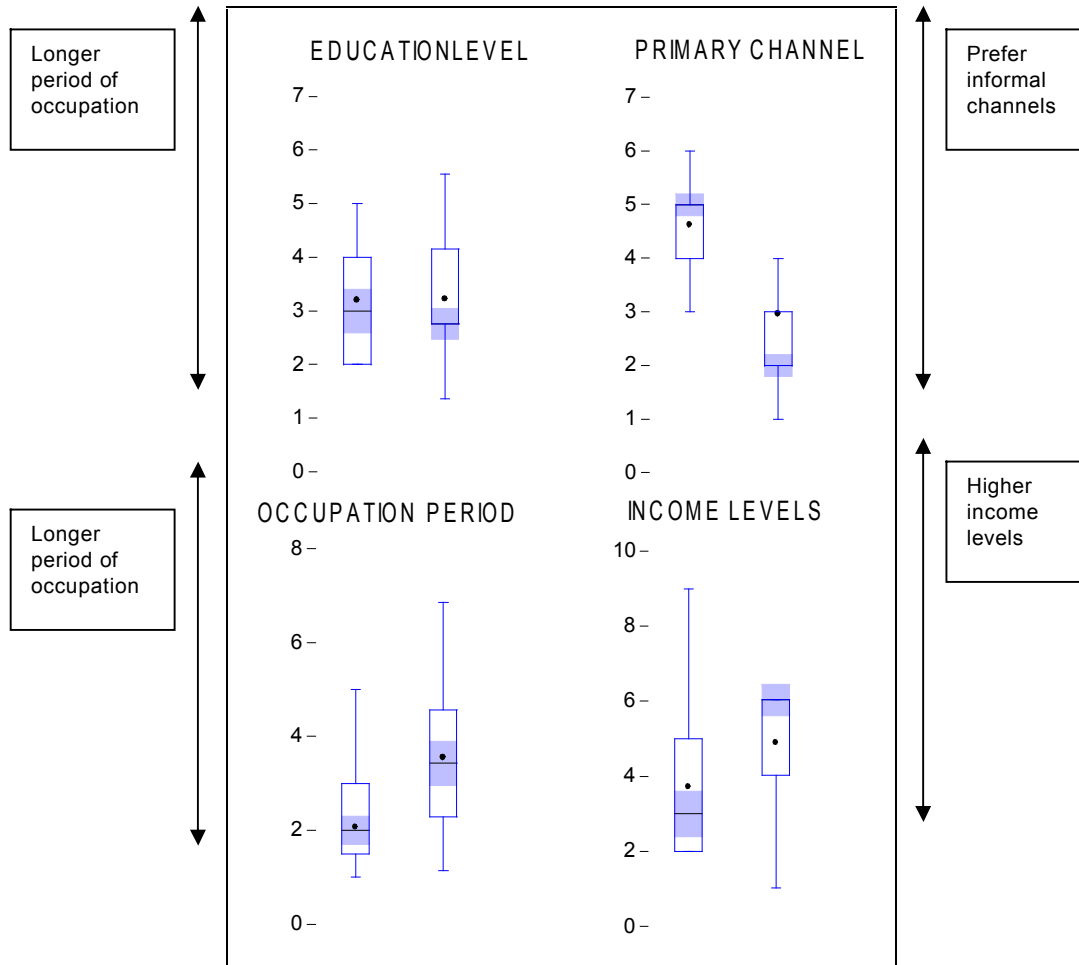 Longer
period of
occupation
EDUCATIONLEVEL
7
6
5
4
3
2
1
0
PRIMARY CHANNEL
7
6
5
4
3
2
1
0
Prefer
informal
channels
Longer
period of
occupation
OCCUPATION PERIOD
8
6
4
2
0
INCOME LEVELS
10
8
6
4
2
0
Higher
income
levels